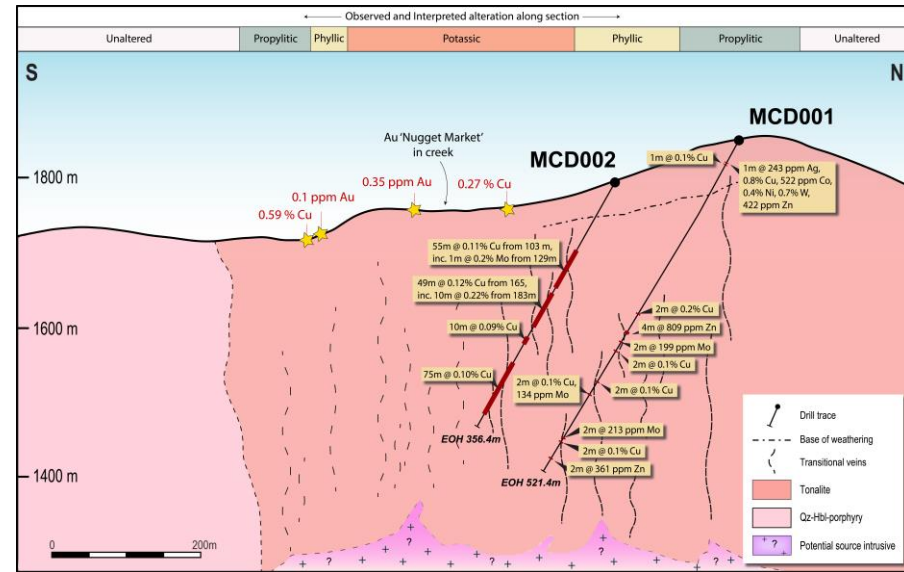 Observed and Interpreted alteration along section
Unaltered
Propylitic
Phyllic
Potassic
Phyllic
Propylitic
Unaltered
S
N
MCD001
Au 'Nugget Market'
in creek
MCD002
1m @ 0.1% Cu
1m @ 243 ppm Ag,
0.8% Cu, 522 ppm Co,
0.4% Ni, 0.7% W,
422 ppm Zn
1800 m
0.59 % Cu
0.1 ppm Au
0.35 ppm Au
0.27 % Cu
55m @ 0.11% Cu from 103 m,
inc. 1m @ 0.2% Mo from 129m
49m @ 0.12% Cu from 165,
inc. 10m @ 0.22% from 183m
10m @ 0.09% Cu
75m @ 0.10% Cu
1600 m
2m @ 0.2% Cu
4m @ 809 ppm Zn
2m @ 199 ppm Mo
2m @ 0.1% Cu
2m @ 0.1% Cu,
134 ppm Mo
2m @ 0.1% Cu
EOH 356.4m
2m @ 213 ppm Mo
2m @ 0.1% Cu
2m @ 361 ppm Zn
EOH 521.4m
1400 m
0
200m
Drill trace
Base of weathering
Transitional veins
Tonalite
Qz-Hbl-porphyry
Potential source intrusive
+ ? +
? + ? + + ? + + ? + ? +